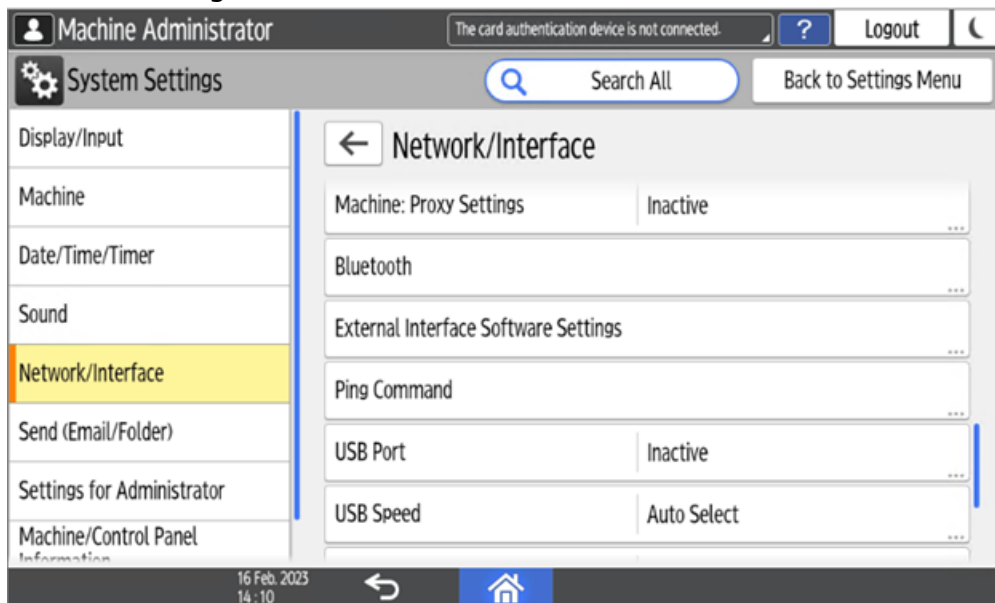 Machine Administrator
The card authentication device is not connected.
?
Logout
System Settings
Search All
Back to Settings Menu
Display/Input
Machine
Date/Time/Timer
Sound
Network/Interface
Send (Email/Folder)
Settings for Administrator
Machine/Control Panel
Information
Network/Interface
Machine: Proxy Settings Inactive
...
Bluetooth
...
External Interface Software Settings
...
Ping Command
...
USB Port Inactive
...
USB Speed Auto Select
...
16 Feb. 2023
14:10